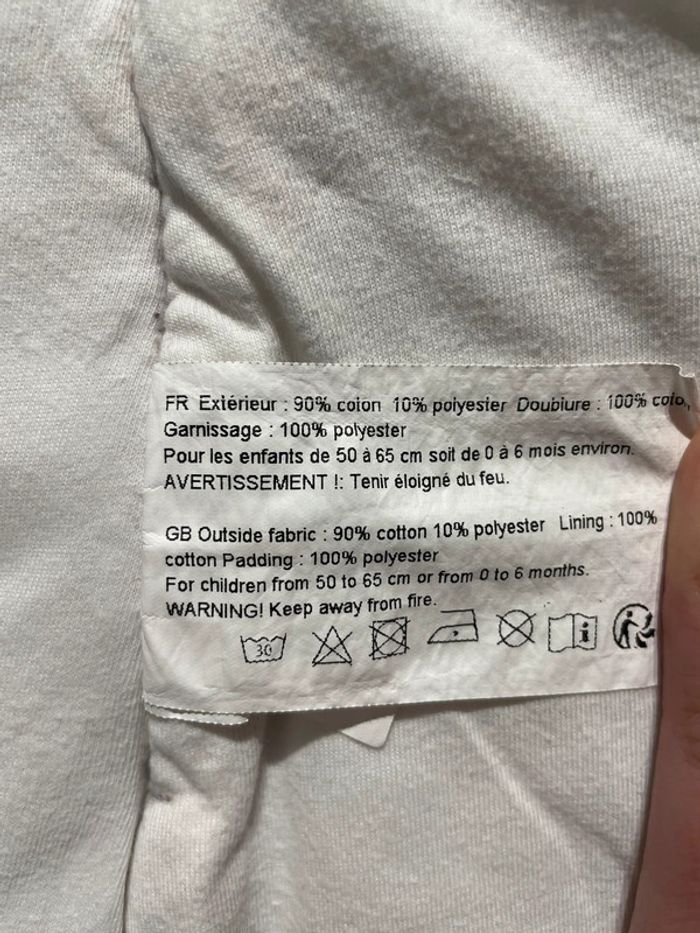 FR Extérieur : 90% coton 10% polyester Doublure : 100% coto
Garnissage : 100% polyester
Pour les enfants de 50 à 65 cm soit de 0 à 6 mois environ.
AVERTISSEMENT !: Tenir éloigné du feu.
GB Outside fabric : 90% cotton 10% polyester Lining : 100%
cotton Padding : 100% polyester
For children from 50 to 65 cm or from 0 to 6 months.
WARNING! Keep away from fire.
30